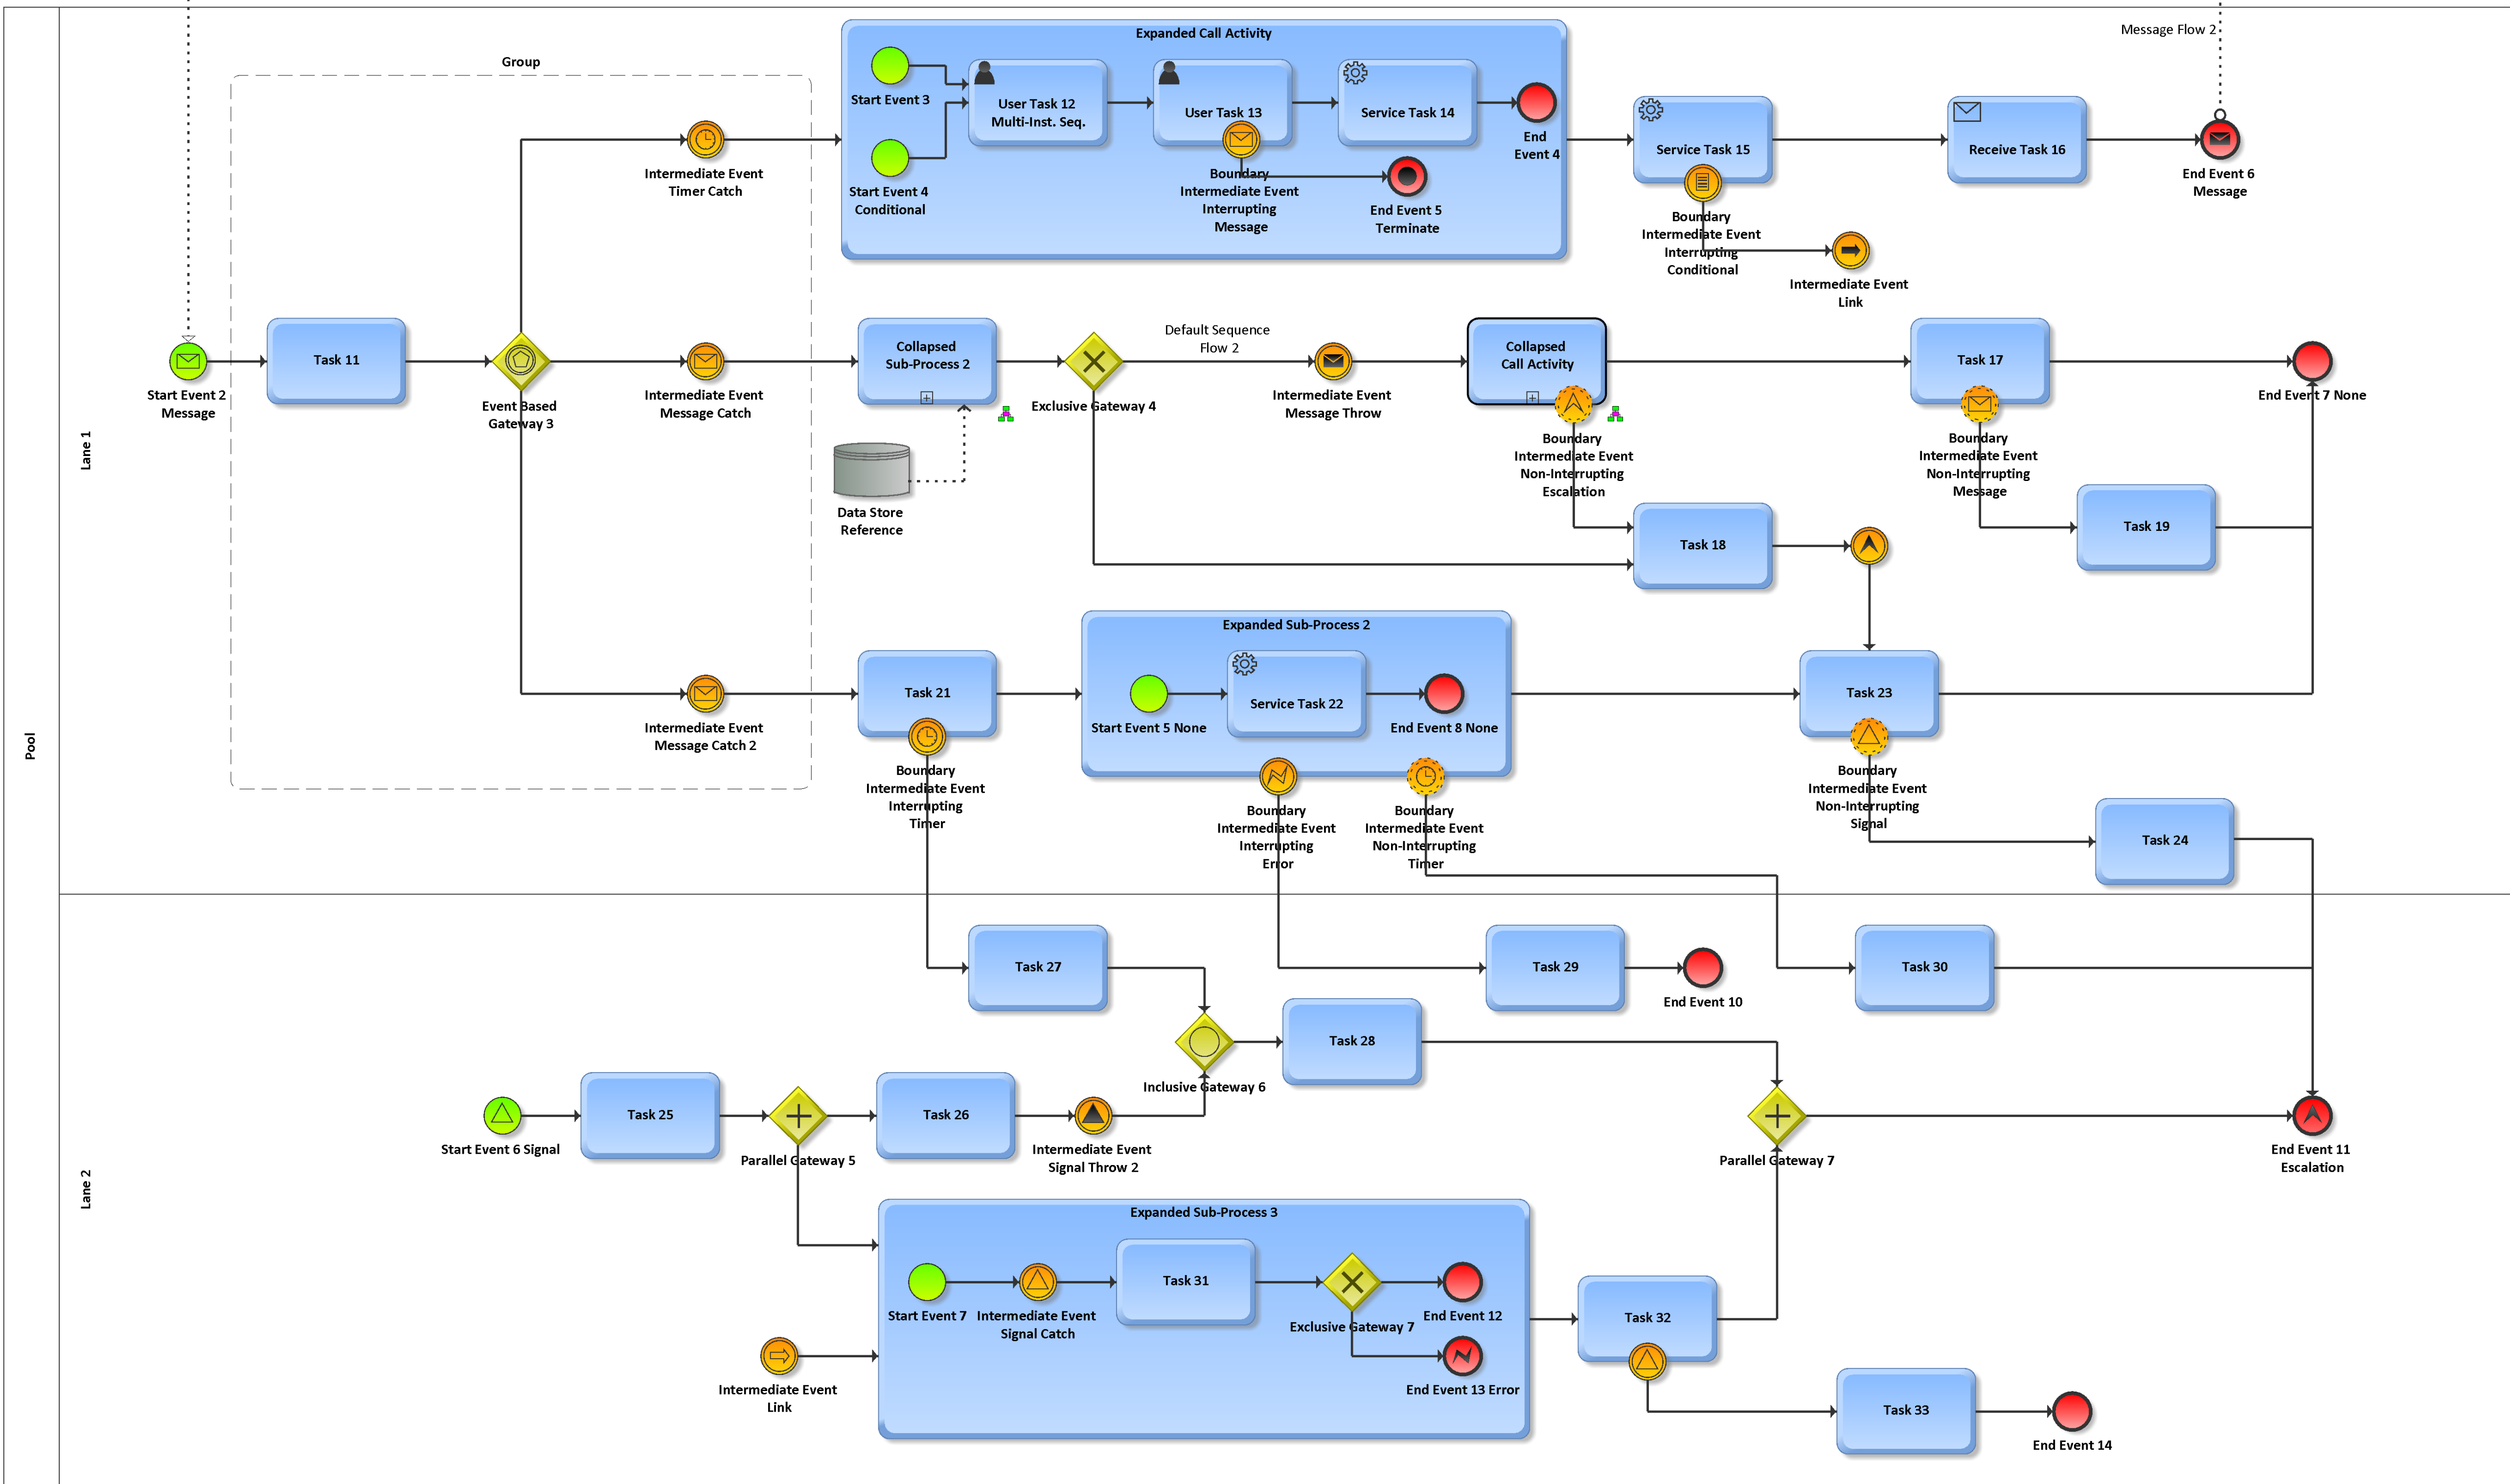 Message Flow 2
Expanded Call Activity
Group
Start Event 3
User Task 12
Multi-Inst. Seq.
User Task 13
Service Task 14
End
Event 4
Start Event 4
Conditional
Boundary
Intermediate Event
Interrupting
Message
End Event 5
Terminate
Intermediate Event
Timer Catch
Service Task 15
Receive Task 16
End Event 6
Message
Boundary
Intermediate Event
Interrupting
Conditional
Intermediate Event
Link
Pool
Lane 1
Start Event 2
Message
Task 11
Event Based
Gateway 3
Intermediate Event
Message Catch
Collapsed
Sub-Process 2
Exclusive Gateway 4
Default Sequence
Flow 2
Intermediate Event
Message Throw
Collapsed
Call Activity
Task 17
End Event 7 None
Boundary
Intermediate Event
Non-Interrupting
Escalation
Boundary
Intermediate Event
Non-Interrupting
Message
Data Store
Reference
Task 18
Task 19
Intermediate Event
Message Catch 2
Task 21
Expanded Sub-Process 2
Start Event 5 None
Service Task 22
End Event 8 None
Task 23
Boundary
Intermediate Event
Interrupting
Timer
Boundary
Intermediate Event
Interrupting
Error
Boundary
Intermediate Event
Non-Interrupting
Timer
Boundary
Intermediate Event
Non-Interrupting
Signal
Task 24
Lane 2
Task 27
Task 29
End Event 10
Task 30
Inclusive Gateway 6
Task 28
Start Event 6 Signal
Task 25
Parallel Gateway 5
Task 26
Intermediate Event
Signal Throw 2
Parallel Gateway 7
End Event 11
Escalation
Expanded Sub-Process 3
Start Event 7
Intermediate Event
Signal Catch
Task 31
Exclusive Gateway 7
End Event 12
End Event 13 Error
Intermediate Event
Link
Task 32
Task 33
End Event 14